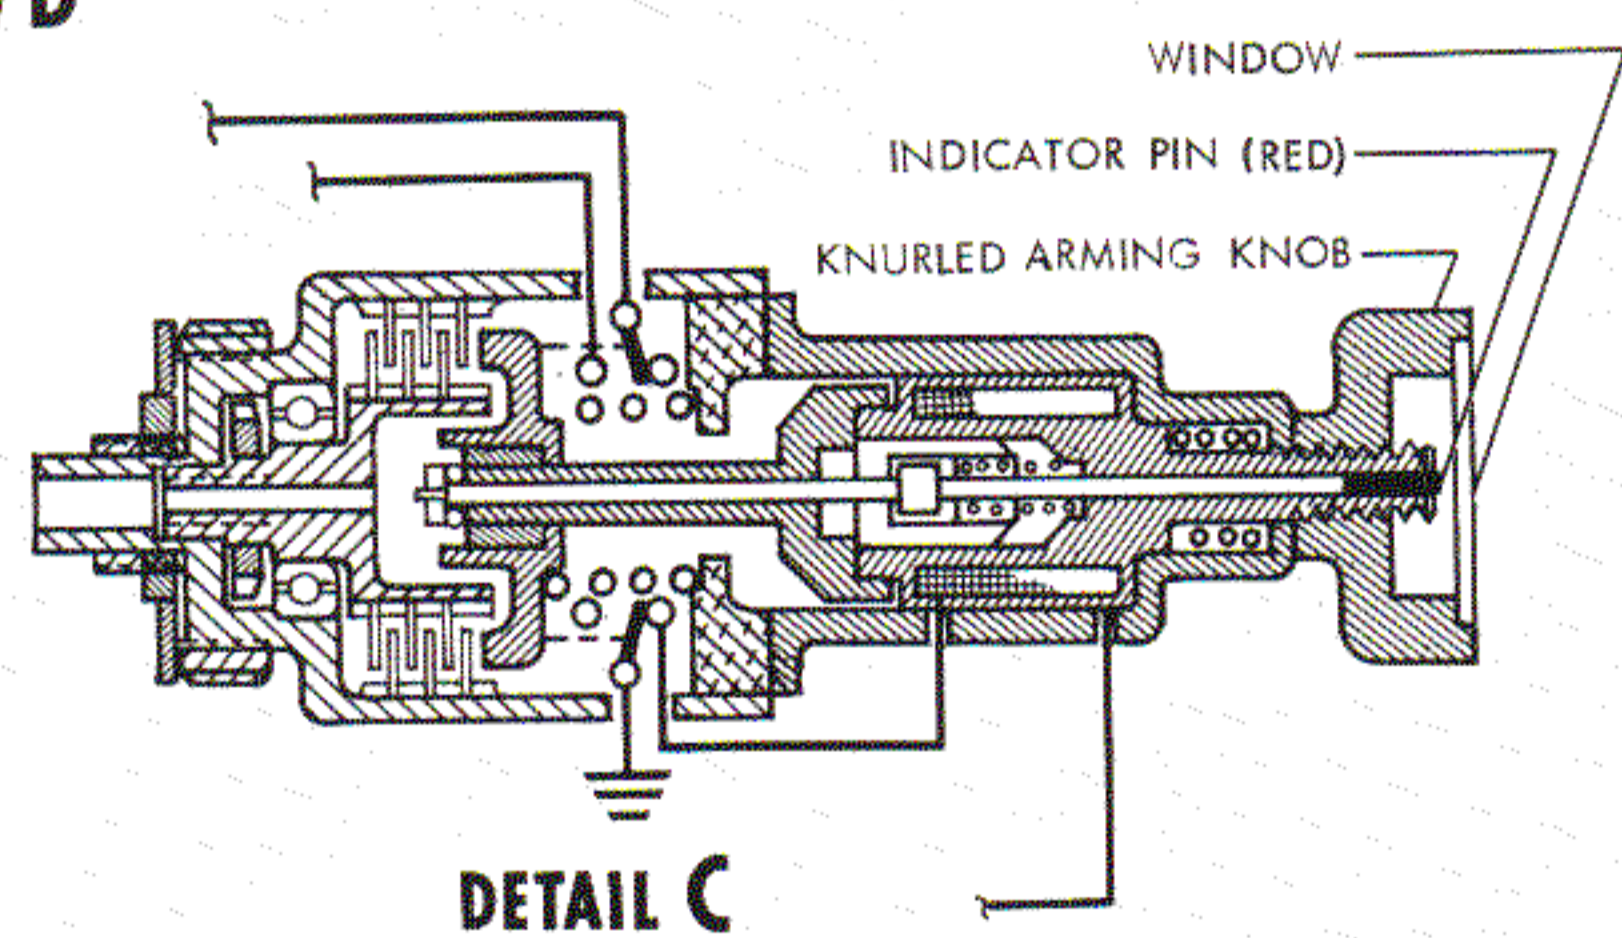 D
WINDOW
INDICATOR PIN (RED)
KNURLED ARMING KNOB
DETAIL C